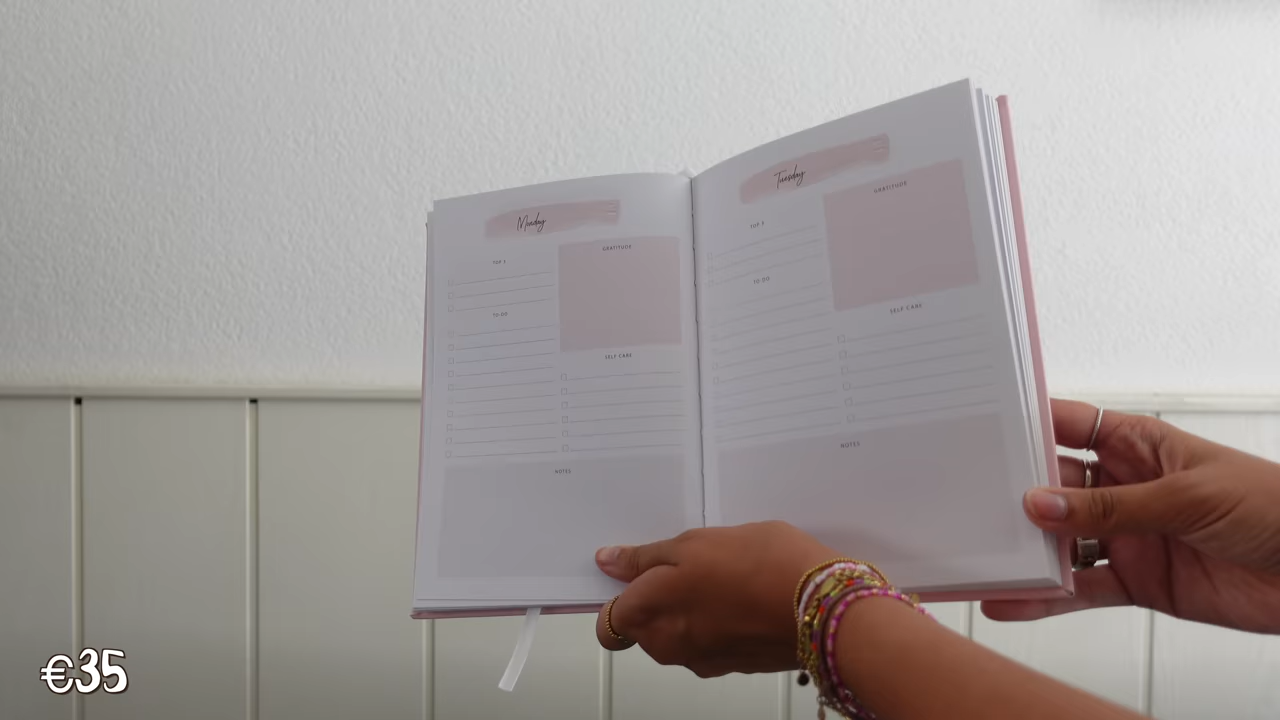 Monday
TOP 3
GRATITUDE
TO-DO
SELF CARE
NOTES
Tuesday
TOP 3
GRATITUDE
TO-DO
SELF CARE
NOTES
€35